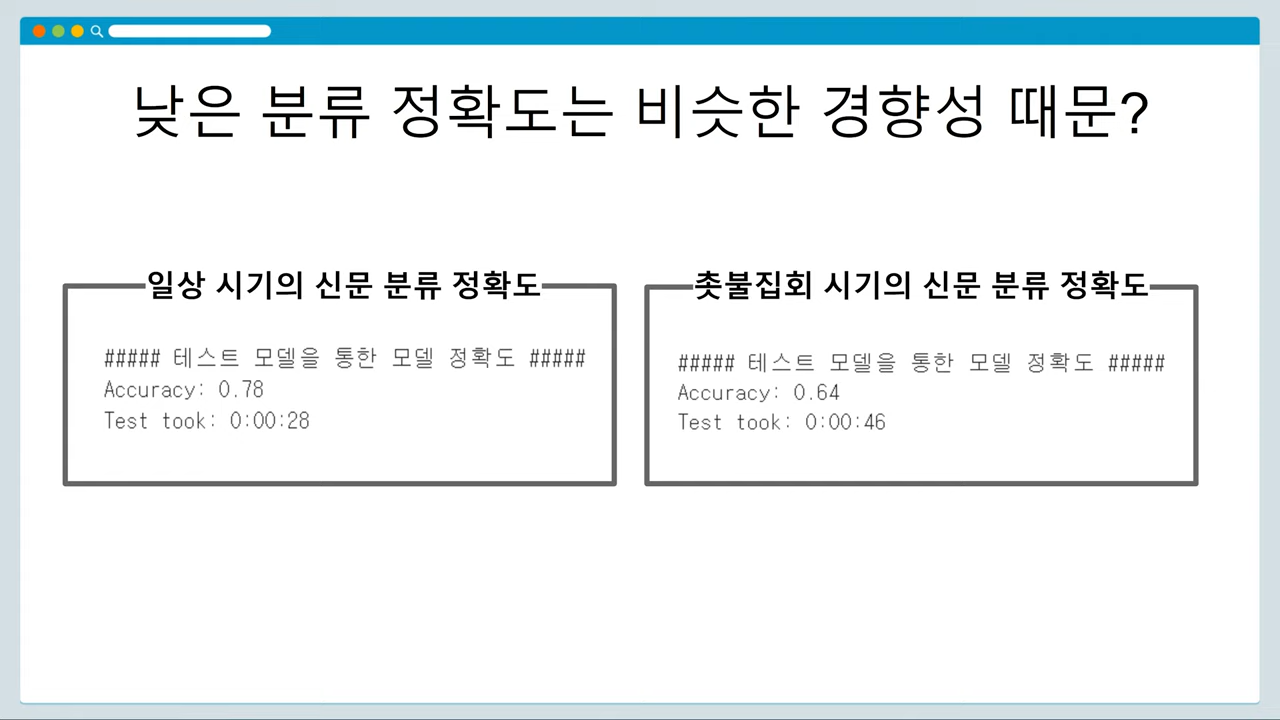 낮은 분류 정확도는 비슷한 경향성 때문?
일상 시기의 신문 분류 정확도
##### 테스트 모델을 통한 모델 정확도 #####
Accuracy: 0.78
Test took: 0:00:28
촛불집회 시기의 신문 분류 정확도
##### 테스트 모델을 통한 모델 정확도 #####
Accuracy: 0.64
Test took: 0:00:46